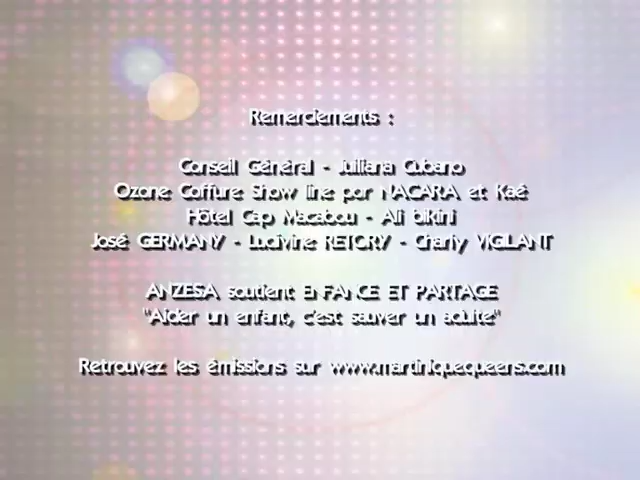 Remerciements :
Conseil Général - Juliana Cubano
Ozone Coiffure Show line par NACARA et Kaé
Hôtel Cap Macabou - Ali bikini
José GERMANY - Ludivine RETORY - Charly VIGILANT
ANZESA soutient ENFANCE ET PARTAGE
"Aider un enfant, c'est sauver un adulte"
Retrouvez les émissions sur www.martiniquequeens.com